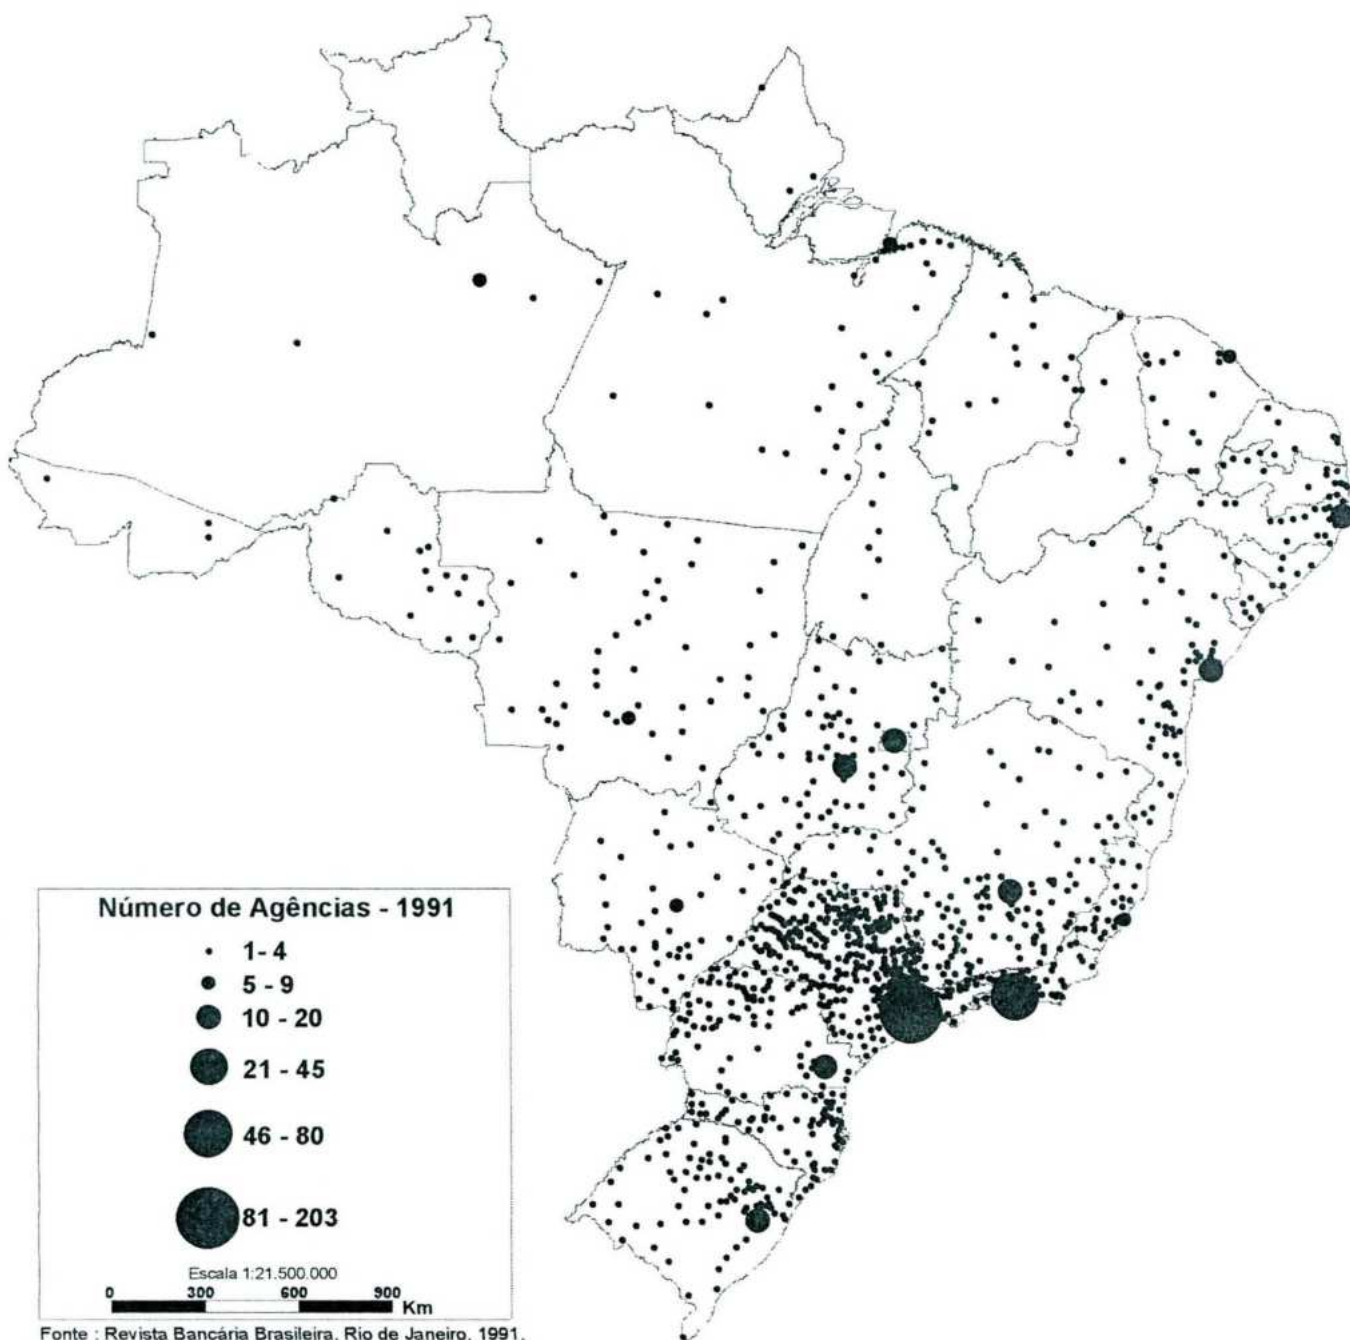 Número de Agências - 1991
1 - 4
5 - 9
10 - 20
21 - 45
46 - 80
81 - 203
Escala 1:21.500.000
0 300 600 900
Km
Fonte : Revista Bancária Brasileira, Rio de Janeiro, 1991.